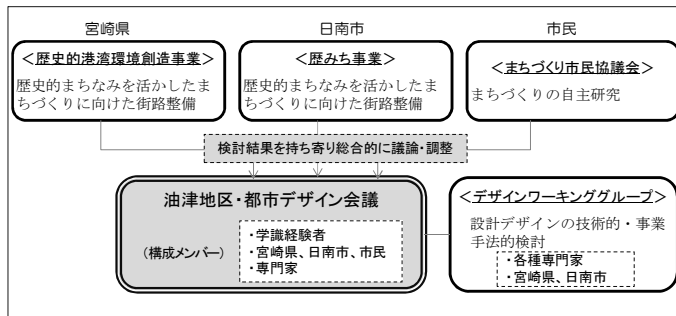 宮崎県
日南市
市民
＜歴史的港湾環境創造事業＞
歴史的まちなみを活かしたま
ちづくりに向けた街路整備
＜歴みち事業＞
歴史的まちなみを活かしたま
ちづくりに向けた街路整備
＜まちづくり市民協議会＞
まちづくりの自主研究
検討結果を持ち寄り総合的に議論・調整
油津地区・都市デザイン会議
（構成メンバー）
・学識経験者
・宮崎県、日南市、市民
・専門家
＜デザインワーキンググループ＞
設計デザインの技術的・事業
手法的検討
・各種専門家
・宮崎県、日南市